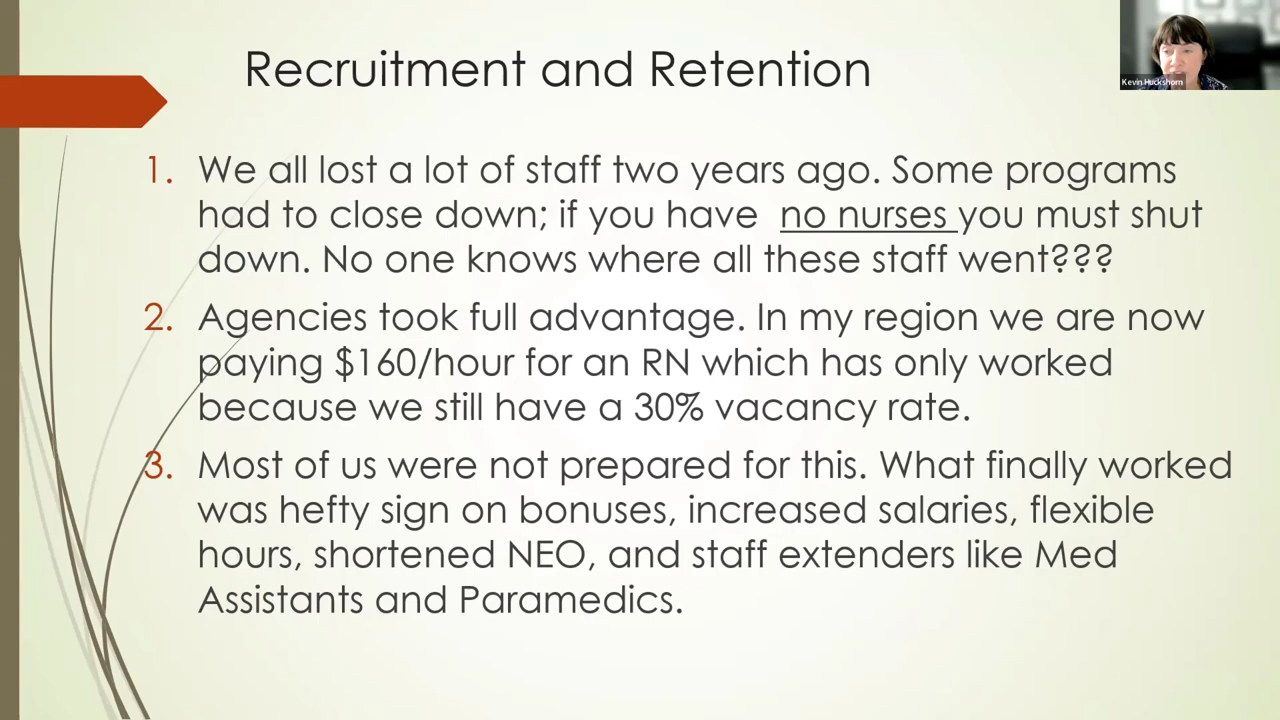 Recruitment and Retention
Kevin Huckshorn
1. We all lost a lot of staff two years ago. Some programs
had to close down; if you have no nurses you must shut
down. No one knows where all these staff went???
2. Agencies took full advantage. In my region we are now
paying $160/hour for an RN which has only worked
because we still have a 30% vacancy rate.
3. Most of us were not prepared for this. What finally worked
was hefty sign on bonuses, increased salaries, flexible
hours, shortened NEO, and staff extenders like Med
Assistants and Paramedics.